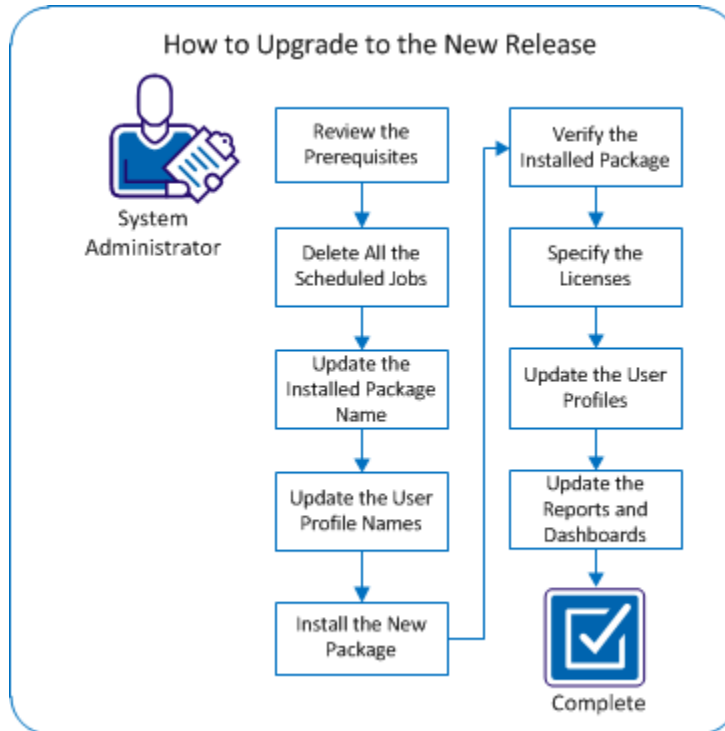 How to Upgrade to the New Release
System
Administrator
Review the
Prerequisites
Delete All the
Scheduled Jobs
Update the
Installed Package
Name
Update the User
Profile Names
Install the New
Package
Verify the
Installed Package
Specify the
Licenses
Update the User
Profiles
Update the
Reports and
Dashboards
Complete